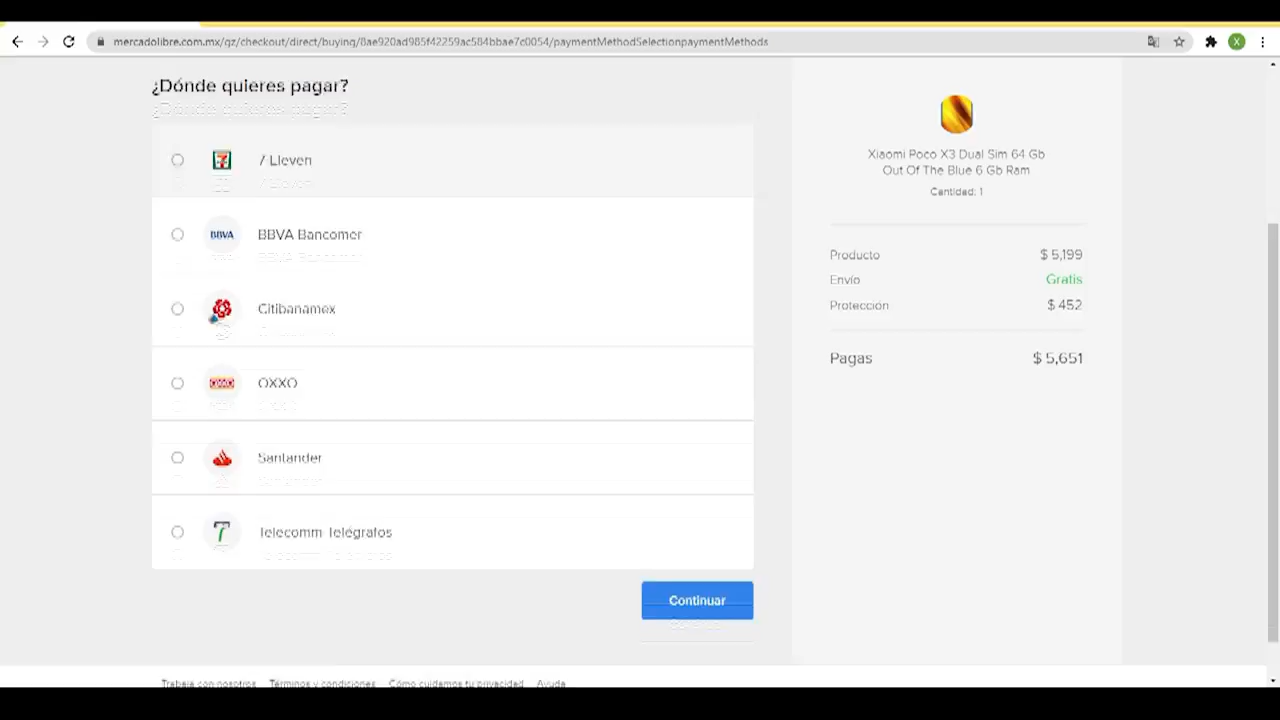 mercadolibre.com.mx/gz/checkout/direct/buying/8ae920ad985f42259ac584bbae7c0054/paymentMethodSelectionpaymentMethods
X
¿Dónde quieres pagar?
7 Eleven
BBVA
BBVA Bancomer
Citibanamex
OXXO
OXXO
Santander
Telecomm Telégrafos
Continuar
Xiaomi Poco X3 Dual Sim 64 Gb
Out Of The Blue 6 Gb Ram
Cantidad: 1
Producto $ 5,199
Envío Gratis
Protección $ 452
Pagas $ 5,651
Trabaja con nosotros Términos y condiciones Cómo cuidamos tu privacidad Ayuda